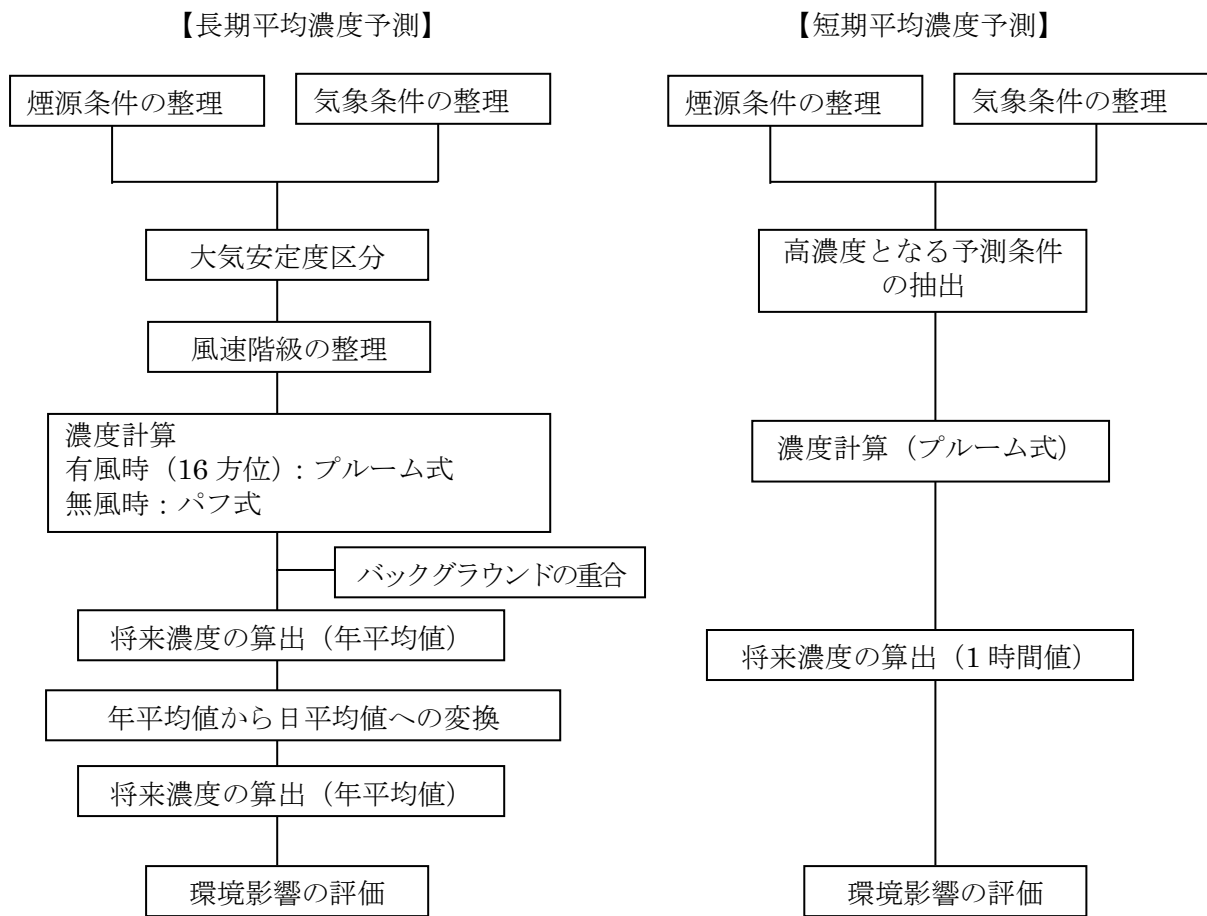 【長期平均濃度予測】
煙源条件の整理
気象条件の整理
大気安定度区分
風速階級の整理
濃度計算
有風時（16 方位）：プルーム式
無風時：パフ式
バックグラウンドの重合
将来濃度の算出（年平均値）
年平均値から日平均値への変換
将来濃度の算出（年平均値）
環境影響の評価
【短期平均濃度予測】
煙源条件の整理
気象条件の整理
高濃度となる予測条件
の抽出
濃度計算（プルーム式）
将来濃度の算出（1 時間値）
環境影響の評価